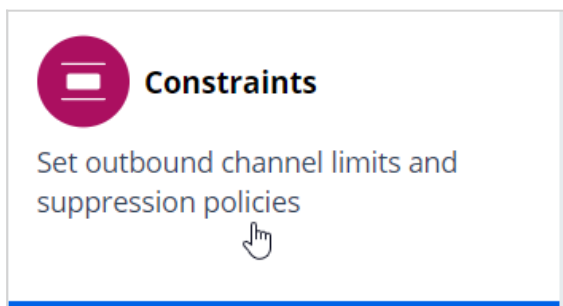 Constraints
Set outbound channel limits and
suppression policies